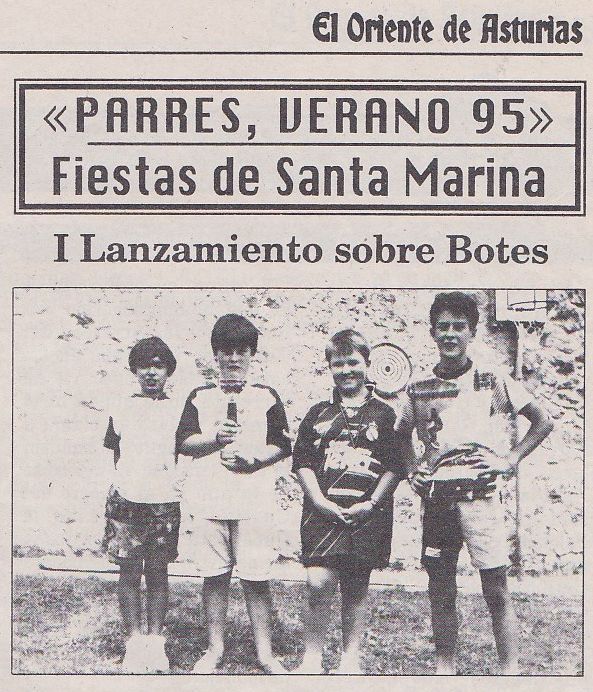 El Oriente de Asturias
«PARRES, VERANO 95»
Fiestas de Santa Marina
I Lanzamiento sobre Botes